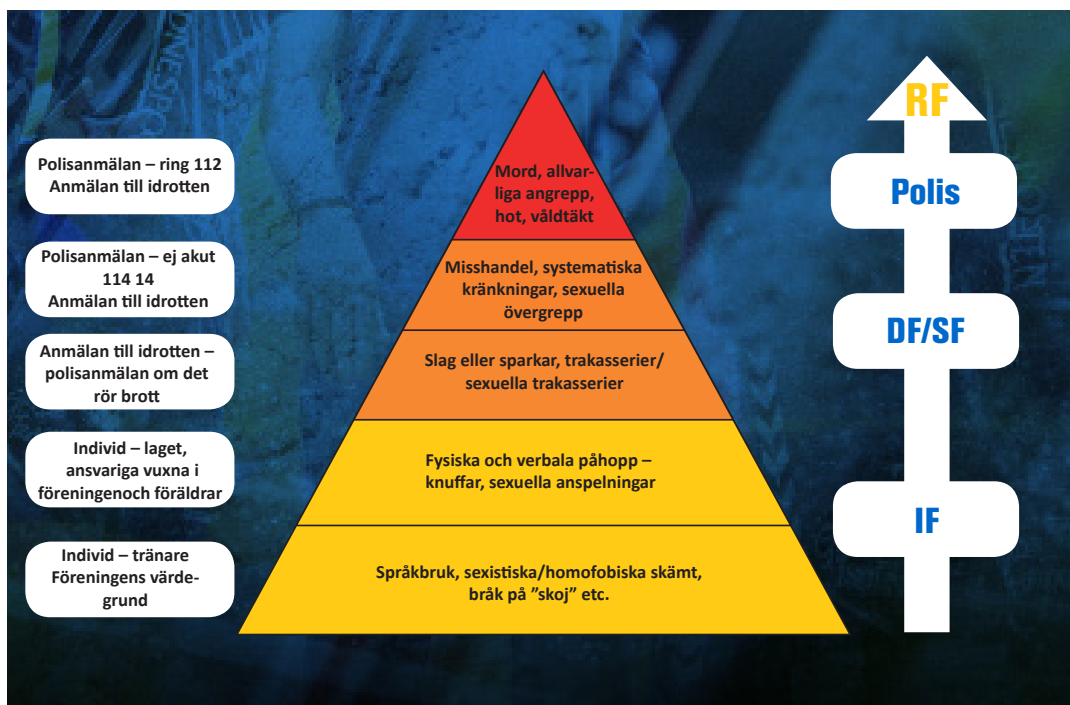 Polisanmälan – ring 112
Anmälan till idrotten
Polisanmälan – ej akut
114 14
Anmälan till idrotten
Anmälan till idrotten –
polisanmälan om det
rör brott
Individ – laget,
ansvariga vuxna i
föreningenoch föräldrar
Individ – tränare
Föreningens värde-
grund
Mord, allvar-
liga angrepp,
hot, våldtäkt
Misshandel, systematiska
kränkningar, sexuella
övergrepp
Slag eller sparkar, trakasserier/
sexuella trakasserier
Fysiska och verbala påhopp –
knuffar, sexuella anspelningar
Språkbruk, sexistiska/homofobiska skämt,
bråk på ”skoj” etc.
RF
Polis
DF/SF
IF